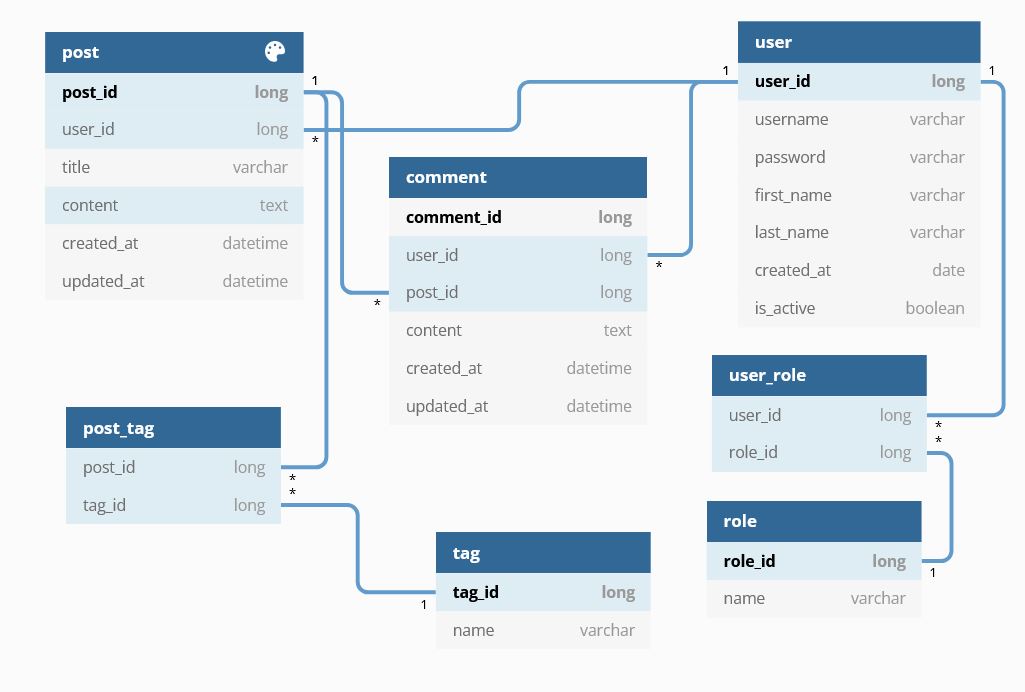 post
post_id long
user_id long
title varchar
content text
created_at datetime
updated_at datetime
1
*
comment
comment_id long
user_id long
post_id long
content text
created_at datetime
updated_at datetime
*
*
user
user_id long
username varchar
password varchar
first_name varchar
last_name varchar
created_at date
is_active boolean
1
1
user_role
user_id long
role_id long
*
*
post_tag
post_id long
tag_id long
*
*
tag
tag_id long
name varchar
1
role
role_id long
name varchar
1